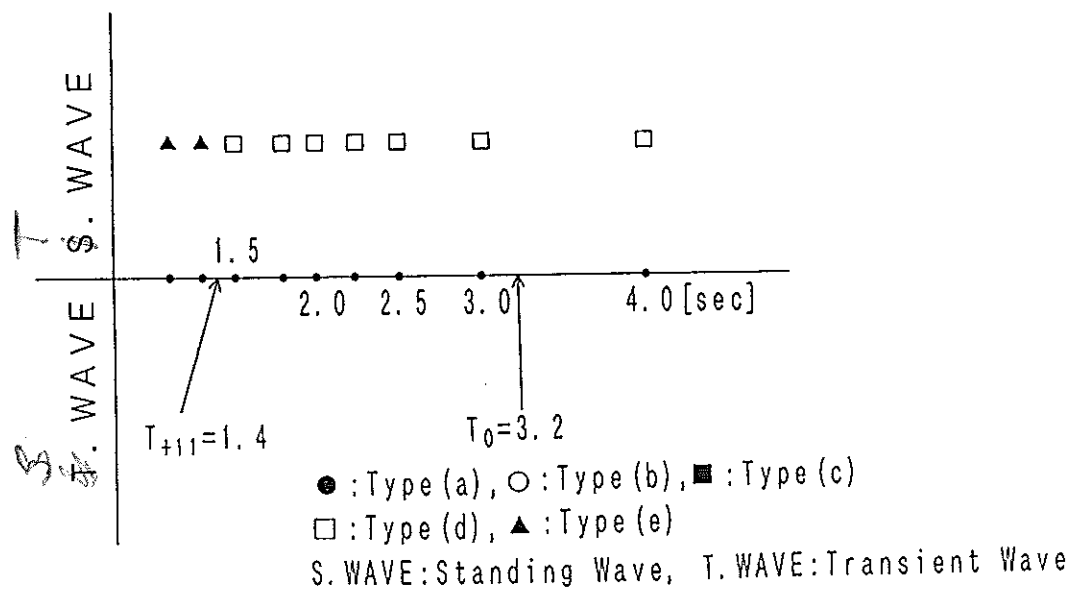 T
S. WAVE
1.5
2.0 2.5 3.0 4.0 [sec]
T. WAVE
S
T+11=1.4
T0=3.2
● :Type(a), ○ :Type(b), ■ :Type(c)
□ :Type(d), ▲ :Type(e)
S.WAVE:Standing Wave, T.WAVE:Transient Wave